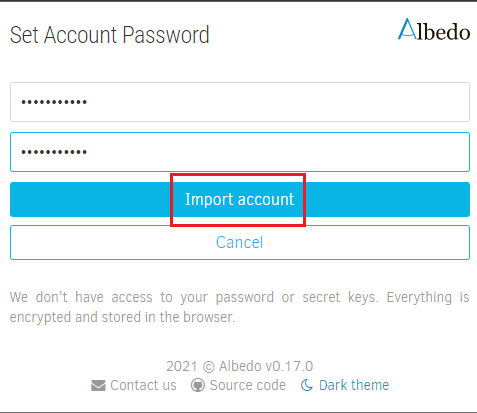 Set Account Password
Albedo
•••••••••••
•••••••••••
Import account
Cancel
We don't have access to your password or secret keys. Everything is
encrypted and stored in the browser.
2021 © Albedo v0.17.0
Contact us Source code Dark theme